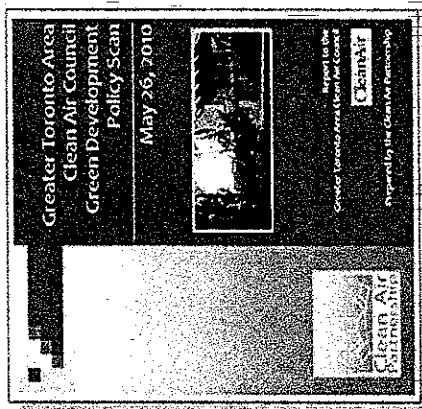 Greater Toronto Area
Clean Air Council
Green Development
Policy Scan
May 26, 2010
Report to the
Greater Toronto Area Clean Air Council
CleanAir
Prepared by the Clean Air Partnership
Clean Air
Partnership